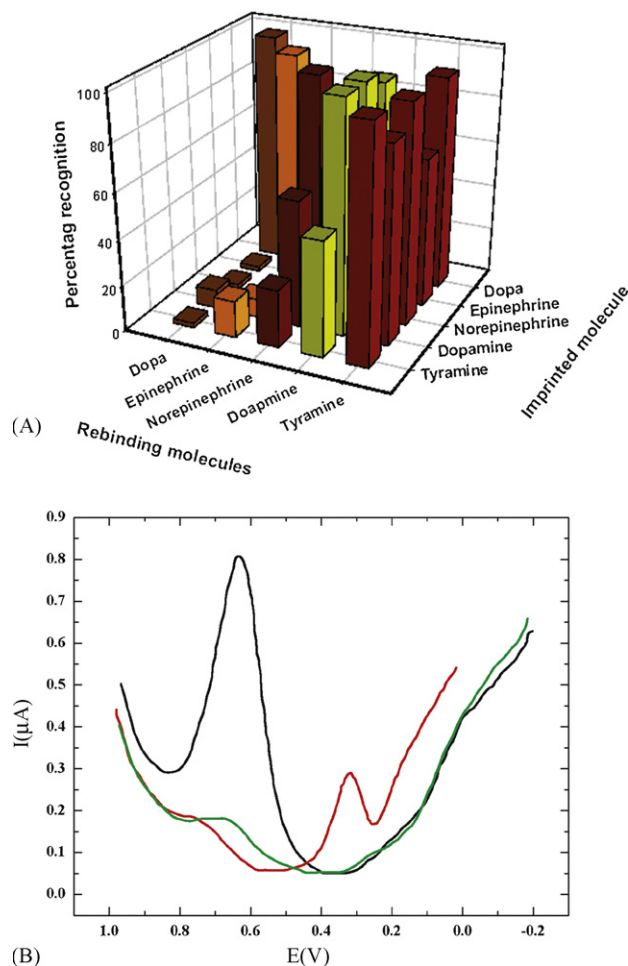 100
80
60
40
20
0
Percentag recognition
Dopa
Epinephrine
Norepinephrine
Doapmine
Tyramine
Rebinding molecules
Dopa
Epinephrine
Norepinephrine
Dopamine
Tyramine
Imprinted molecule
(A)
0.9
0.8
0.7
0.6
0.5
0.4
0.3
0.2
0.1
0.0
I(μA)
1.0 0.8 0.6 0.4 0.2 0.0 -0.2
E(V)
(B)